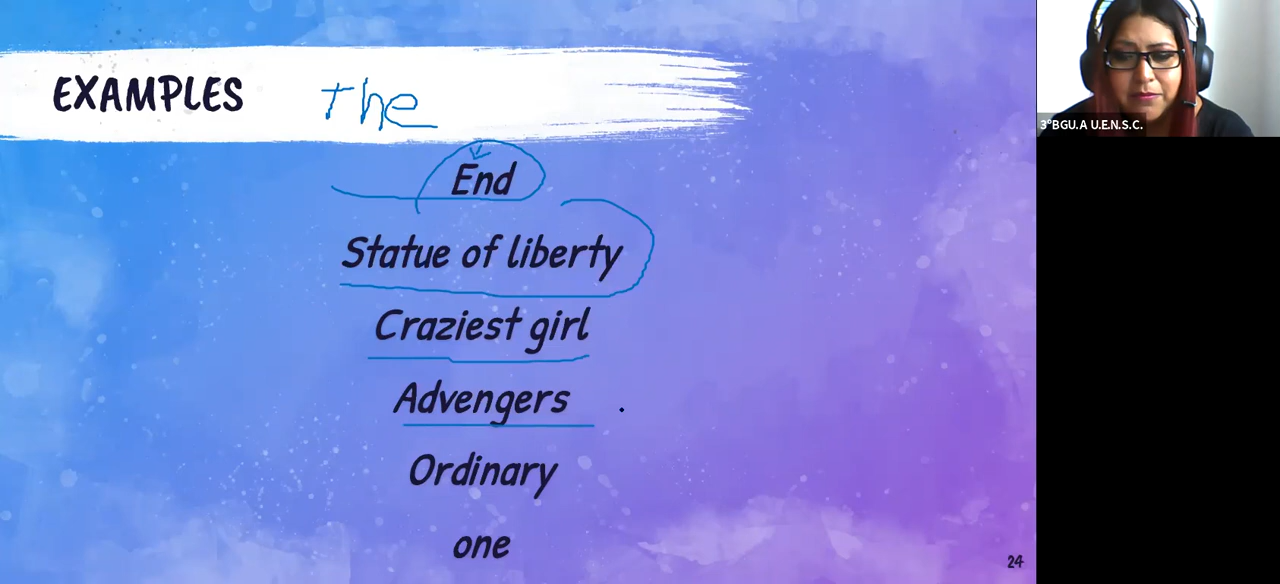 EXAMPLES The
End
Statue of liberty
Craziest girl
Advengers
Ordinary
one
24
3°BGU.A U.E.N.S.C.